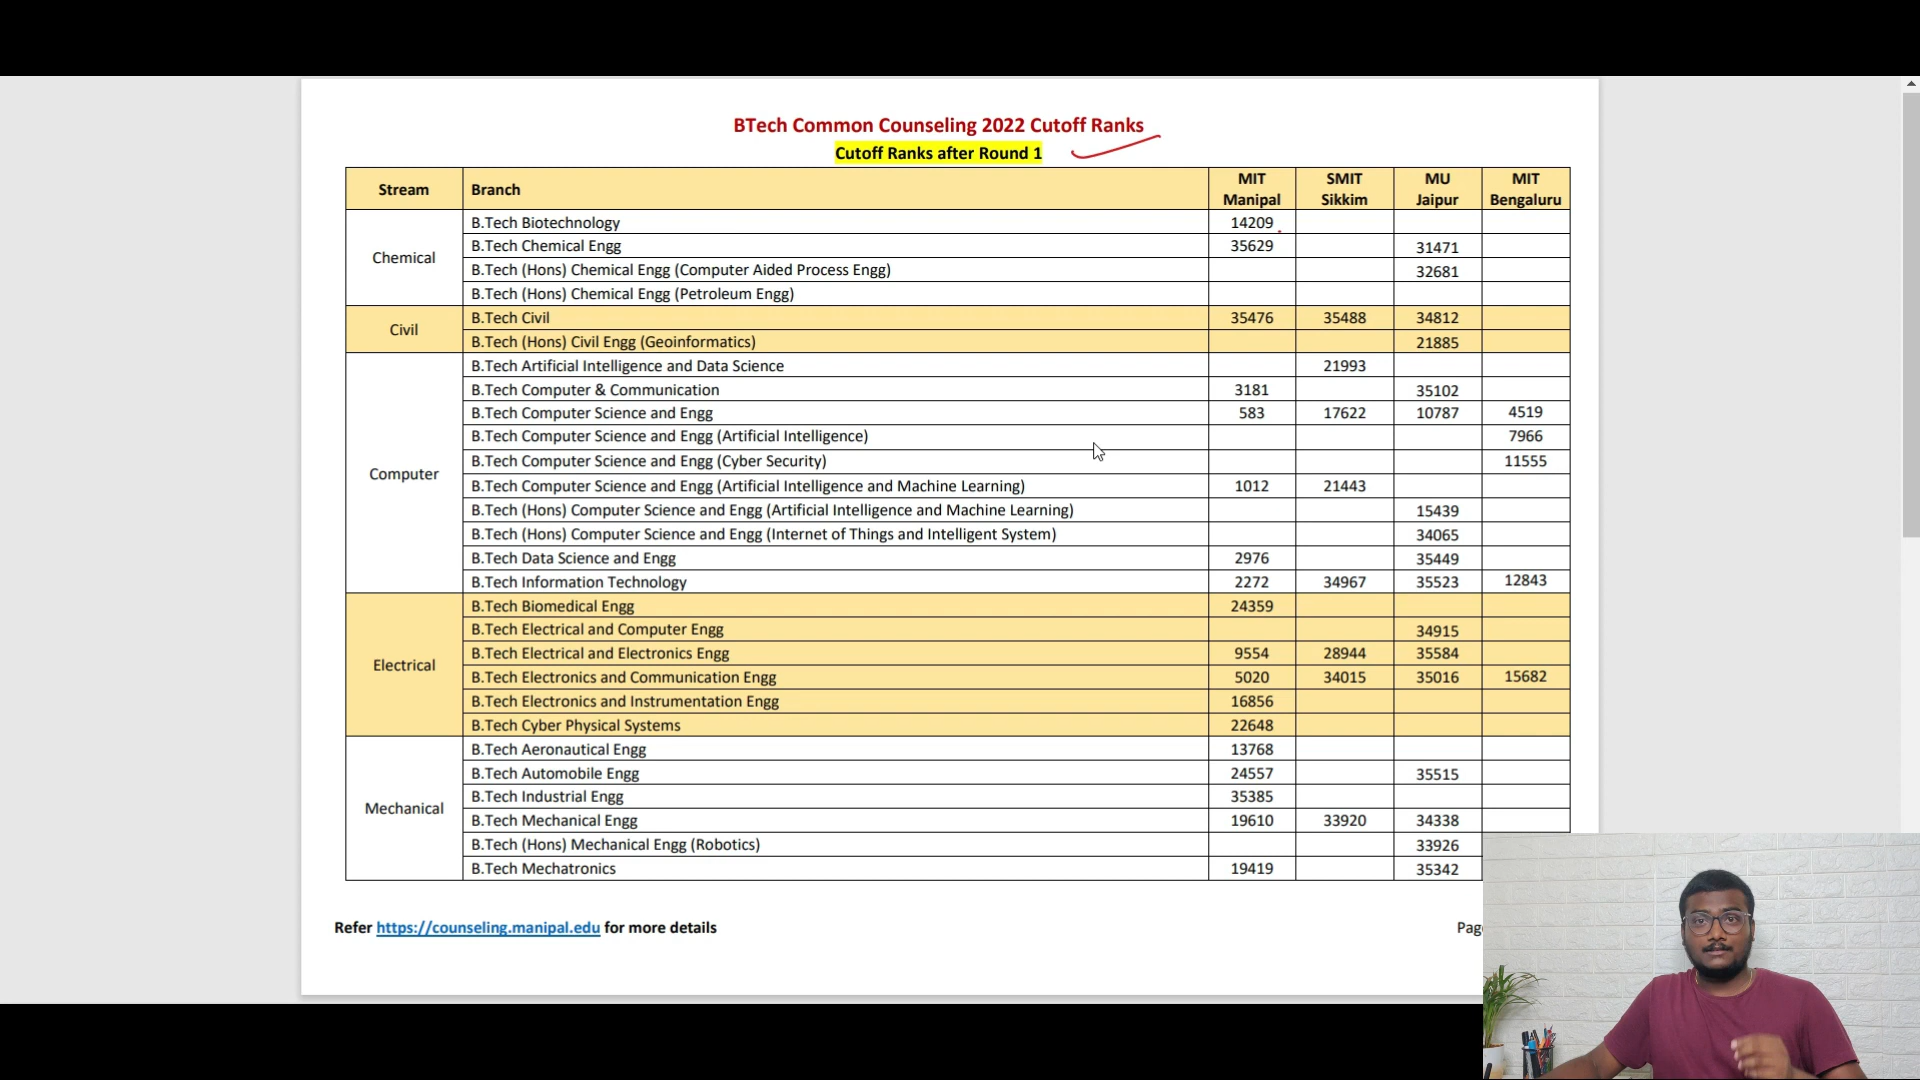 BTech Common Counseling 2022 Cutoff Ranks
Cutoff Ranks after Round 1
Stream Branch MIT Manipal SMIT Sikkim MU Jaipur MIT Bengaluru
Chemical
B.Tech Biotechnology 14209
B.Tech Chemical Engg 35629 31471
B.Tech (Hons) Chemical Engg (Computer Aided Process Engg) 32681
B.Tech (Hons) Chemical Engg (Petroleum Engg)
Civil
B.Tech Civil 35476 35488 34812
B.Tech (Hons) Civil Engg (Geoinformatics) 21885
Computer
B.Tech Artificial Intelligence and Data Science 21993
B.Tech Computer & Communication 3181 35102
B.Tech Computer Science and Engg 583 17622 10787 4519
B.Tech Computer Science and Engg (Artificial Intelligence) 7966
B.Tech Computer Science and Engg (Cyber Security) 11555
B.Tech Computer Science and Engg (Artificial Intelligence and Machine Learning) 1012 21443
B.Tech (Hons) Computer Science and Engg (Artificial Intelligence and Machine Learning) 15439
B.Tech (Hons) Computer Science and Engg (Internet of Things and Intelligent System) 34065
B.Tech Data Science and Engg 2976 35449
B.Tech Information Technology 2272 34967 35523 12843
Electrical
B.Tech Biomedical Engg 24359
B.Tech Electrical and Computer Engg 34915
B.Tech Electrical and Electronics Engg 9554 28944 35584
B.Tech Electronics and Communication Engg 5020 34015 35016 15682
B.Tech Electronics and Instrumentation Engg 16856
B.Tech Cyber Physical Systems 22648
Mechanical
B.Tech Aeronautical Engg 13768
B.Tech Automobile Engg 24557 35515
B.Tech Industrial Engg 35385
B.Tech Mechanical Engg 19610 33920 34338
B.Tech (Hons) Mechanical Engg (Robotics) 33926
B.Tech Mechatronics 19419 35342
Refer https://counseling.manipal.edu for more details